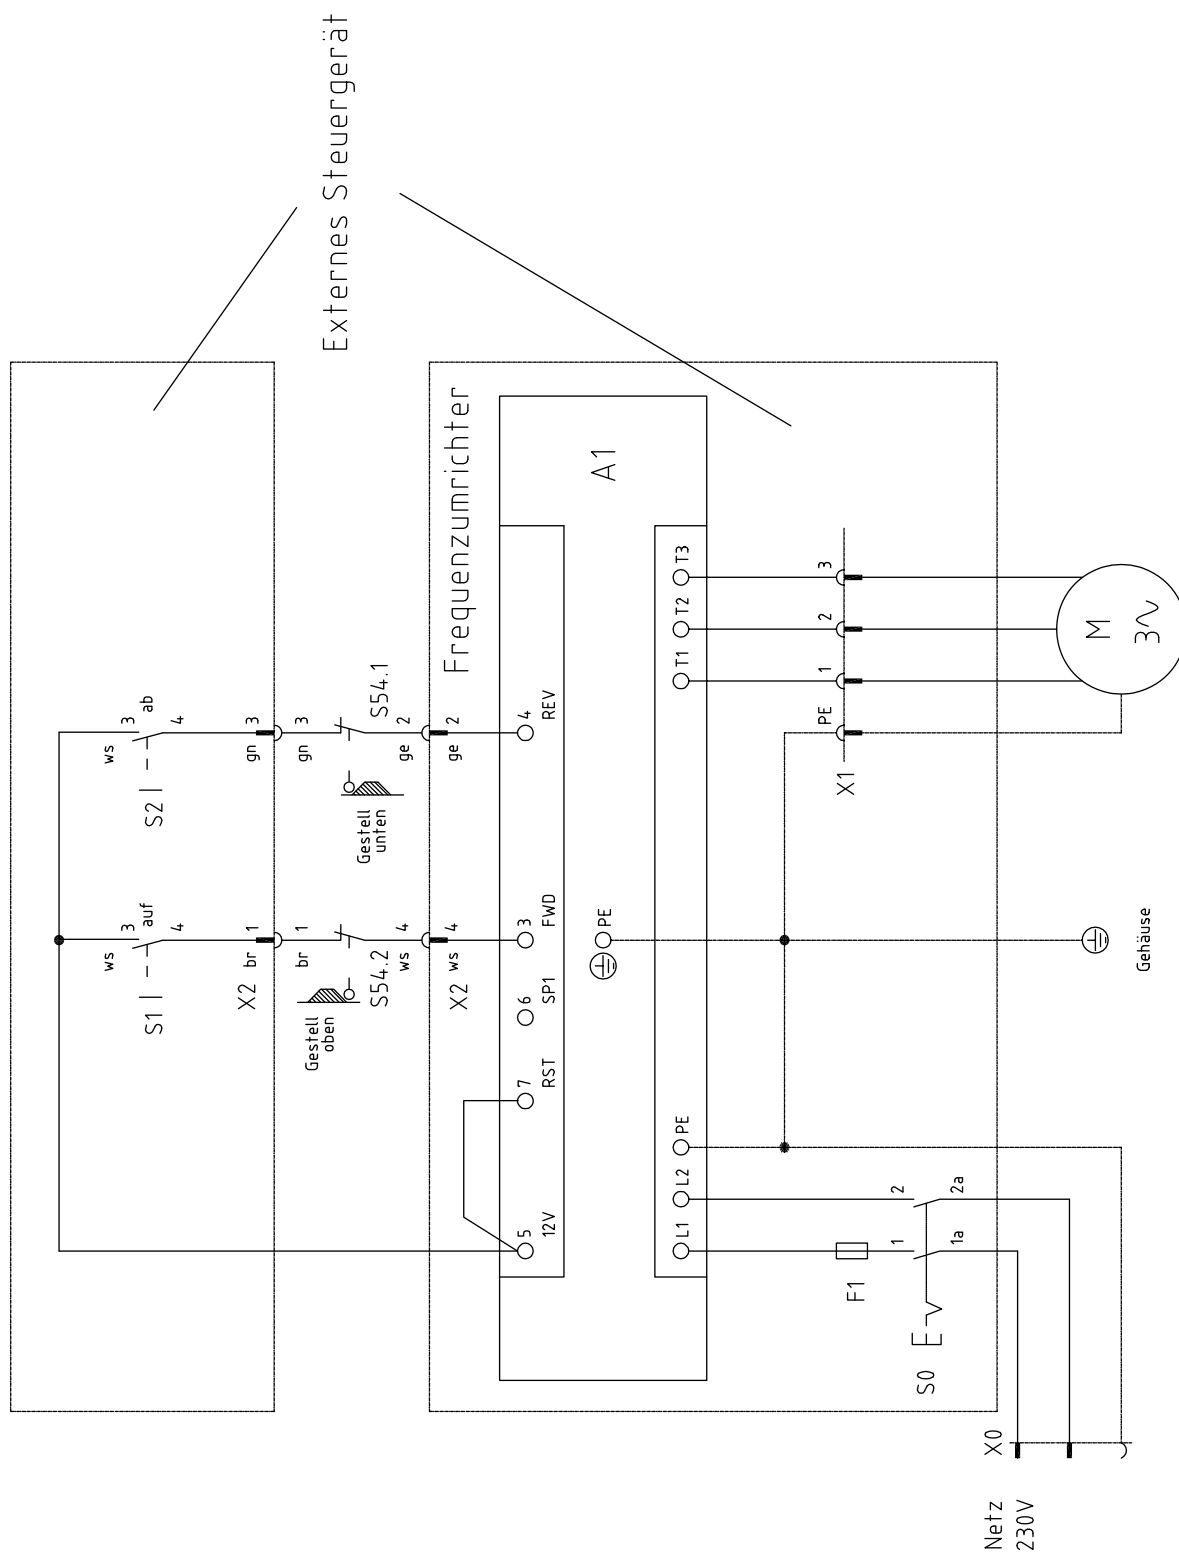 Externes Steuergerät
ws
3
ab
S2
4
gn
3
gn
3
S54.1
Gestell
unten
ge
2
ge
2
4
REV
ws
3
auf
S1
4
X2
br
1
br
1
Gestell
oben
S54.2
ws
4
X2
ws
4
3
FWD
6
SP1
7
RST
5
12V
Frequenzumrichter
A1
PE
L1
L2
PE
T1
T2
T3
X1
PE
1
2
3
M
3
F1
1
2
S0
E
1a
2a
Gehäuse
X0
Netz
230V